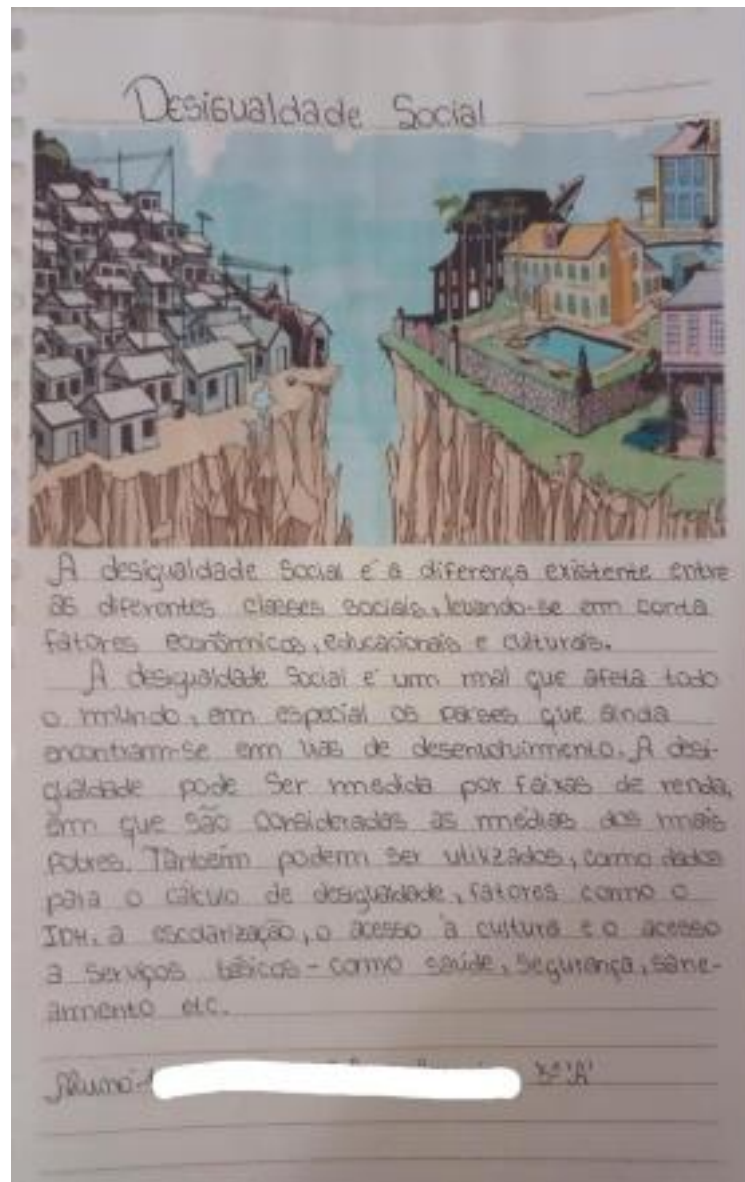 Desigualdade Social
A desigualdade Social é a diferença existente entre
as diferentes classes sociais, levando-se em conta
fatores econômicos, educacionais e culturais.
A desigualdade Social é um mal que afeta todo
o mundo, em especial os países que ainda
encontram-se em vias de desenvolvimento. A desi-
gualdade pode Ser medida por faixas de renda,
em que são consideradas as médias dos mais
pobres. Também podem ser utilizados, como dados
para o cálculo de desigualdade, fatores como o
IDH, a escolarização, o acesso à cultura e o acesso
a Serviços básicos - como saúde, segurança, sane-
amento etc.
Aluno: